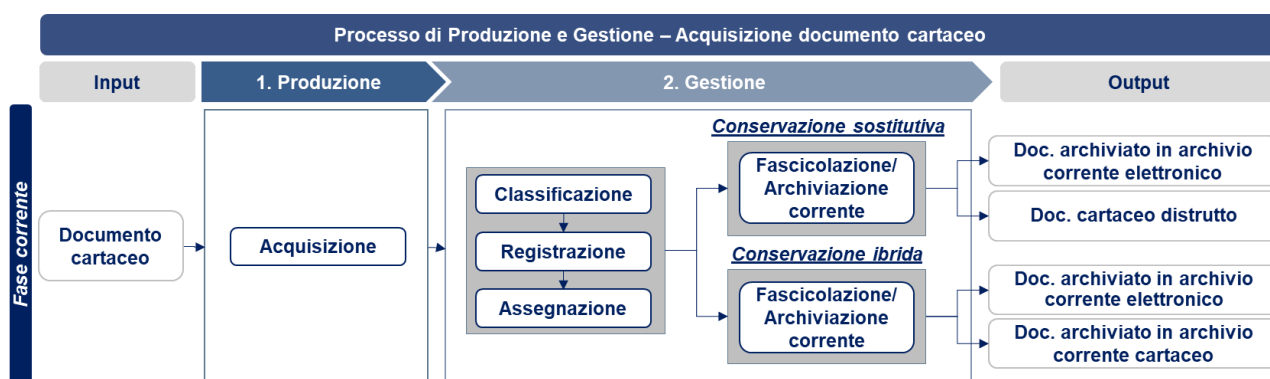 Processo di Produzione e Gestione – Acquisizione documento cartaceo
Input
1. Produzione
2. Gestione
Output
Fase corrente
Documento
cartaceo
Acquisizione
Classificazione
Registrazione
Assegnazione
Conservazione sostitutiva
Fascicolazione/
Archiviazione
corrente
Conservazione ibrida
Fascicolazione/
Archiviazione
corrente
Doc. archiviato in archivio
corrente elettronico
Doc. cartaceo distrutto
Doc. archiviato in archivio
corrente elettronico
Doc. archiviato in archivio
corrente cartaceo